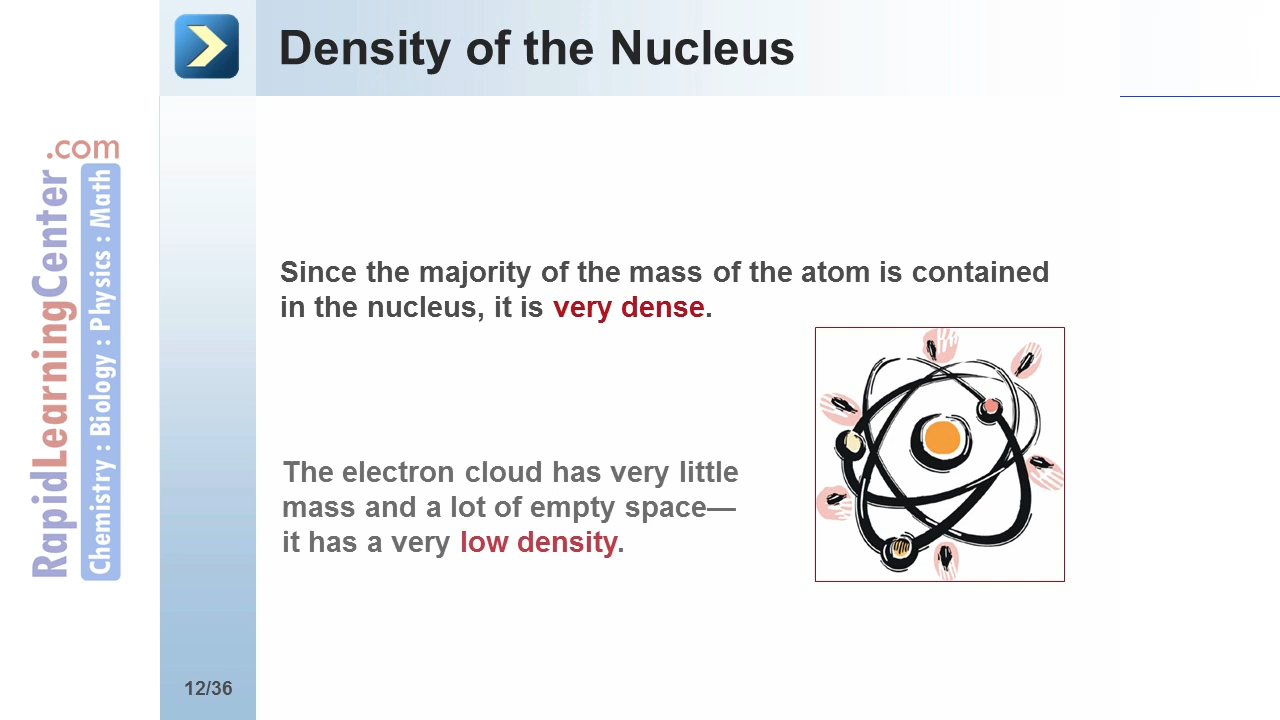 Density of the Nucleus
Since the majority of the mass of the atom is contained
in the nucleus, it is very dense.
The electron cloud has very little
mass and a lot of empty space—
it has a very low density.
RapidLearningCenter.com
Chemistry : Biology : Physics : Math
12/36